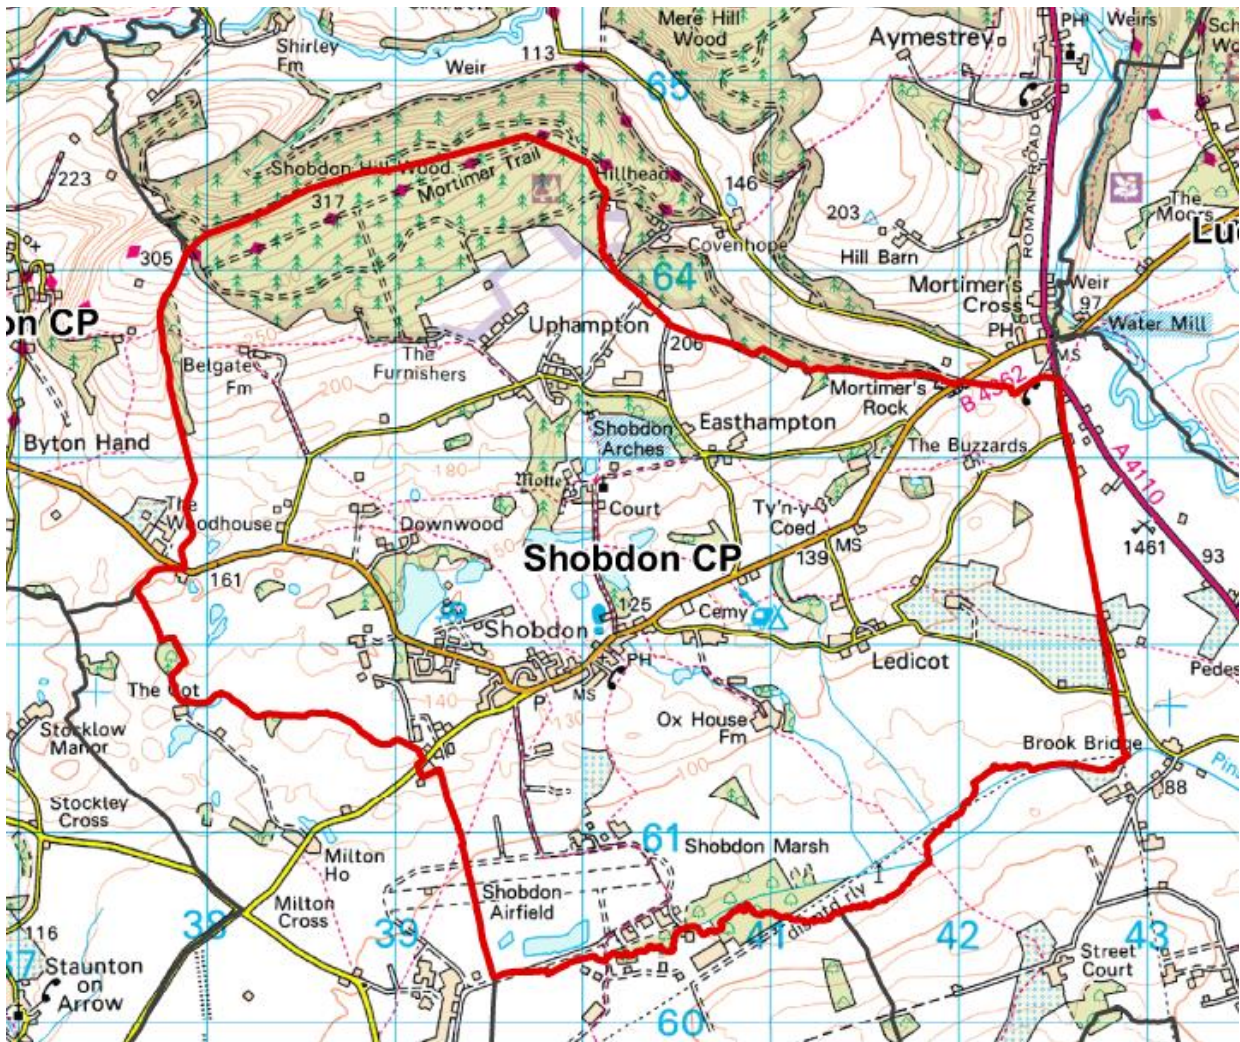 PH
Weirs
Mere Hill
Wood
Aymestrey
Shirley
Fm
Weir
113
65
Sch
Wo
ROMAN ROAD
223
Shobdon Hill Wood
Mortimer Trail
317
Hillhead
146
203
The
Moors
Covenhope
Hill Barn
305
64
Mortimer's
Cross
Weir
97
PH
Water Mill
MS
on CP
Uphampton
The
Furnishers
206
250
Belgate
Fm
200
Mortimer's
Rock
B 4362
Byton Hand
Shobdon
Arches
Easthampton
The Buzzards
A 4110
180
Motte
Court
The
Woodhouse
Downwood
150
Ty'n-y-
Coed
MS
139
1461
93
Shobdon CP
161
125
Cemy
Shobdon
PH
Ledicot
Pedes
The Got
MS
P
140
130
Ox House
Fm
Stocklow
Manor
100
Brook Bridge
Pin
88
Stockley
Cross
Milton
Ho
61
Shobdon Marsh
Milton
Cross
Shobdon
Airfield
38
39
41
dismtd rly
42
43
116
37
Staunton
on
Arrow
Street
Court
60